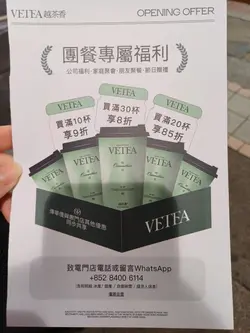 VETEA 越茶香
OPENING OFFER
團餐專屬福利
公司福利·家庭聚會·朋友聚餐·節日饋禮
VETEA
買滿30杯
享8折
VETEA
買滿10杯
享9折
VETEA
買滿20杯
享85折
VETEA
VETEA
致電門店電話或留言WhatsApp
+852 8400 6114